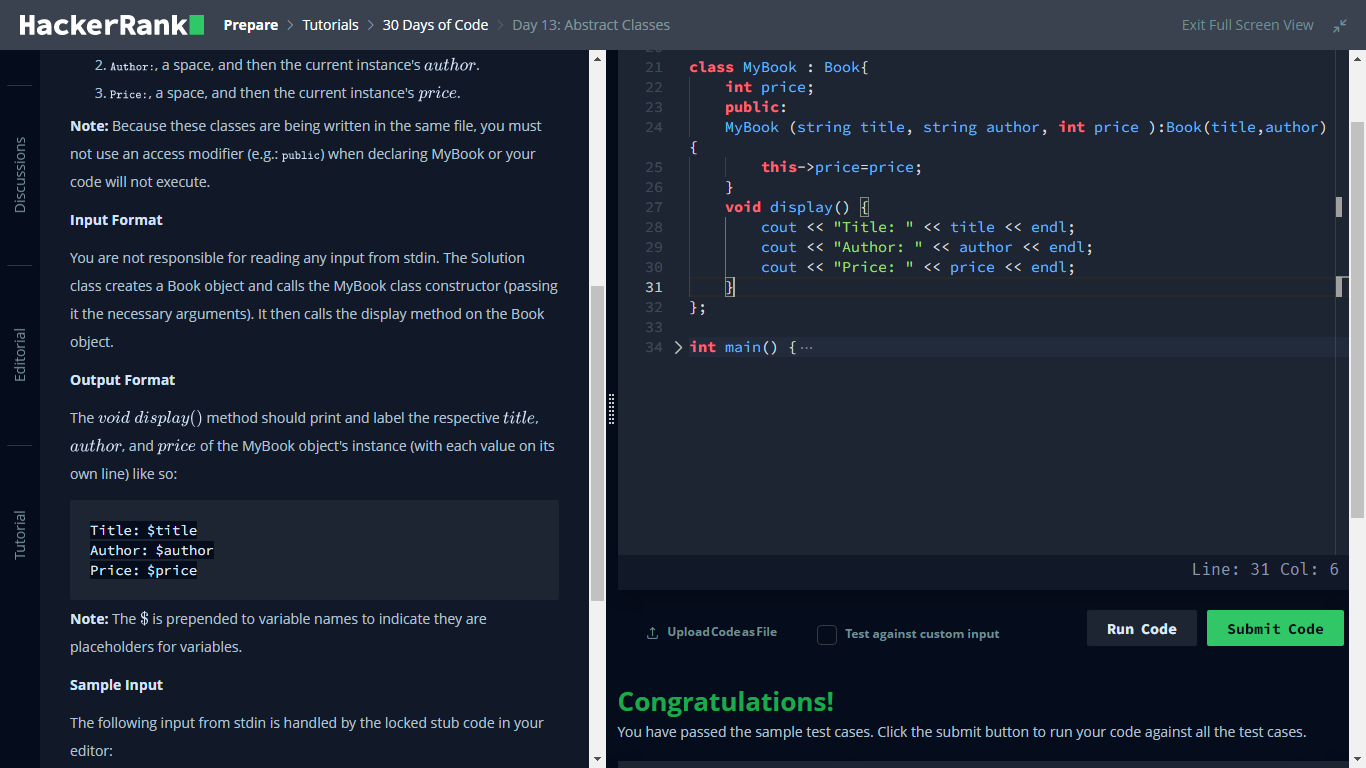 HackerRank Prepare > Tutorials > 30 Days of Code > Day 13: Abstract Classes Exit Full Screen View
Discussions
Editorial
Tutorial
2. Author:, a space, and then the current instance's author.
3. Price:, a space, and then the current instance's price.
Note: Because these classes are being written in the same file, you must
not use an access modifier (e.g.: public) when declaring MyBook or your
code will not execute.
Input Format
You are not responsible for reading any input from stdin. The Solution
class creates a Book object and calls the MyBook class constructor (passing
it the necessary arguments). It then calls the display method on the Book
object.
Output Format
The void display() method should print and label the respective title,
author, and price of the MyBook object's instance (with each value on its
own line) like so:
Title: $title
Author: $author
Price: $price
Note: The $ is prepended to variable names to indicate they are
placeholders for variables.
Sample Input
The following input from stdin is handled by the locked stub code in your
editor:
21 class MyBook : Book{
22 int price;
23 public:
24 MyBook (string title, string author, int price ):Book(title,author)
{
25 this->price=price;
26 }
27 void display() {
28 cout << "Title: " << title << endl;
29 cout << "Author: " << author << endl;
30 cout << "Price: " << price << endl;
31 }
32 };
33
34 > int main() { ···
Line: 31 Col: 6
Upload Code as File Test against custom input Run Code Submit Code
Congratulations!
You have passed the sample test cases. Click the submit button to run your code against all the test cases.